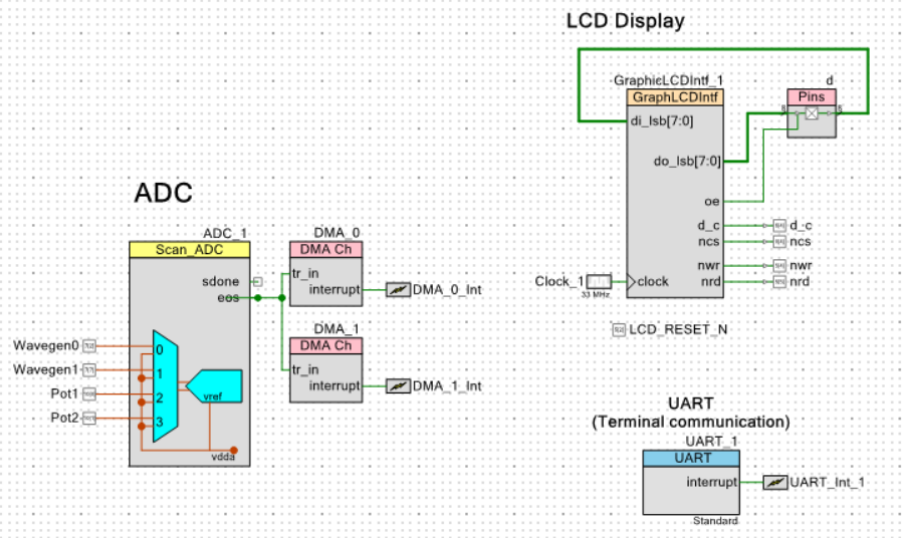 LCD Display
GraphicLCDIntf_1
GraphLCDIntf
di_lsb[7:0]
do_lsb[7:0]
oe
d_c
ncs
nwr
nrd
clock
Clock_1
33 MHz
d
Pins
d_c
ncs
nwr
nrd
LCD_RESET_N
ADC
ADC_1
Scan_ADC
sdone
eos
Wavegen0
Wavegen1
Pot1
Pot2
0
1
2
3
vref
vdda
DMA_0
DMA Ch
tr_in
interrupt
DMA_0_Int
DMA_1
DMA Ch
tr_in
interrupt
DMA_1_Int
UART
(Terminal communication)
UART_1
UART
interrupt
UART_Int_1
Standard